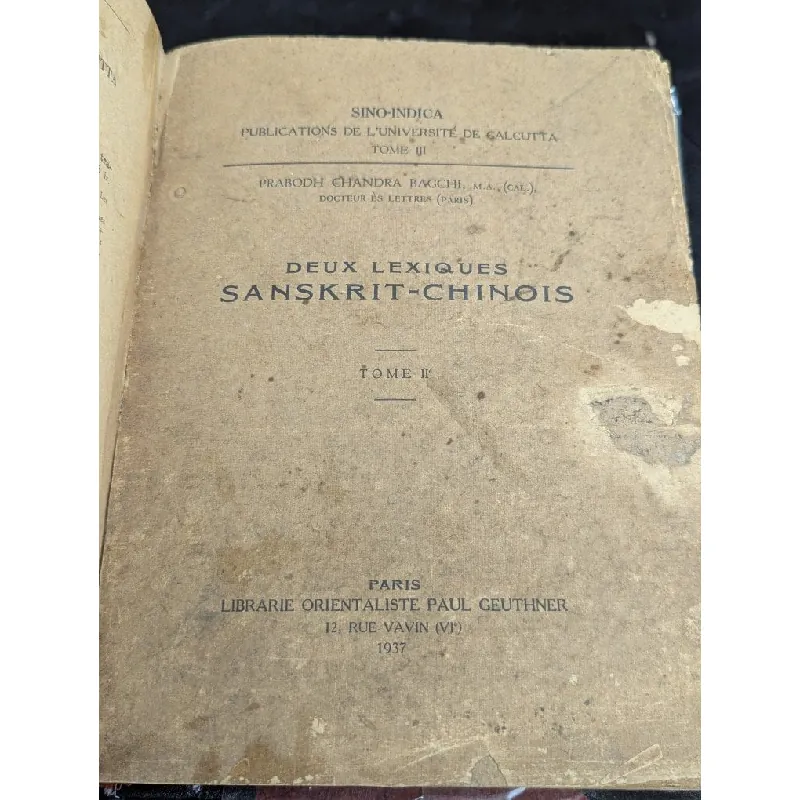 SINO-INDICA
PUBLICATIONS DE L'UNIVERSITÉ DE CALCUTTA
TOME III
PRABODH CHANDRA BAGCHI, M.A., (CAL.),
DOCTEUR ÈS LETTRES (PARIS)
DEUX LEXIQUES
SANSKRIT-CHINOIS
TOME II
PARIS
LIBRARIE ORIENTALISTE PAUL GEUTHNER
12, RUE VAVIN (VIe)
1937